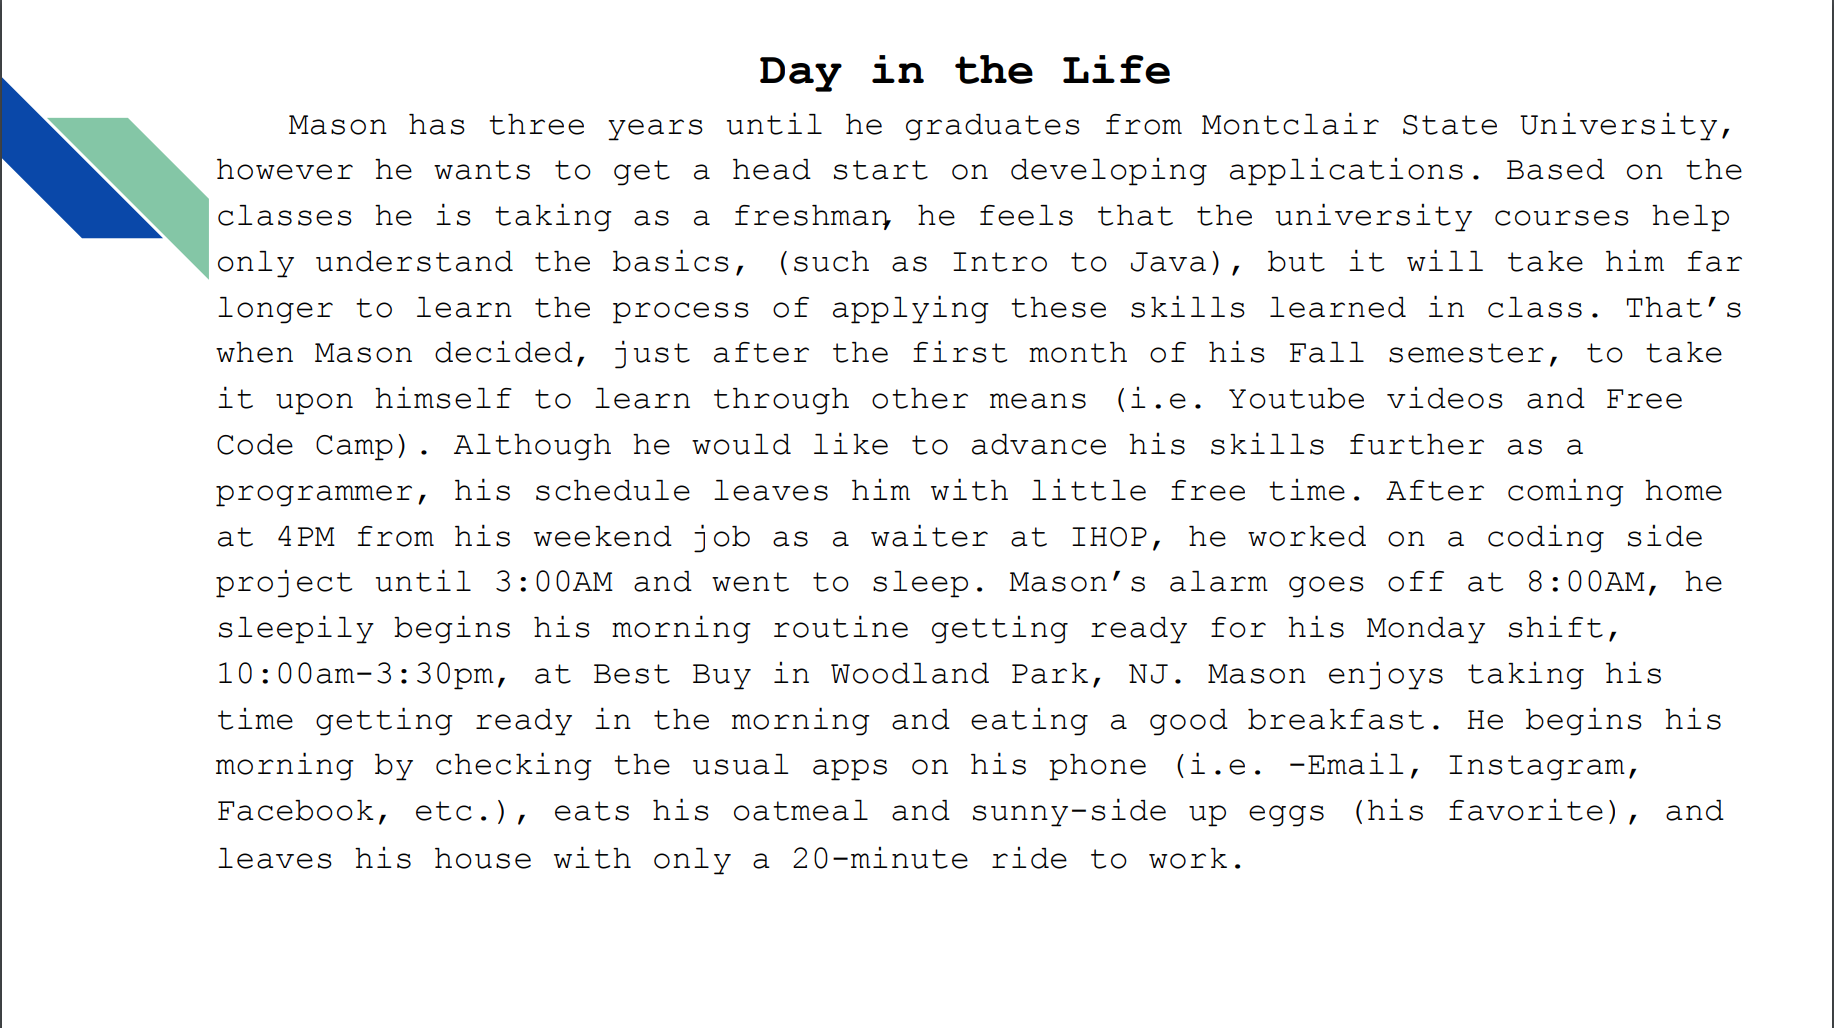 Day in the Life
Mason has three years until he graduates from Montclair State University,
however he wants to get a head start on developing applications. Based on the
classes he is taking as a freshman, he feels that the university courses help
only understand the basics, (such as Intro to Java), but it will take him far
longer to learn the process of applying these skills learned in class. That’s
when Mason decided, just after the first month of his Fall semester, to take
it upon himself to learn through other means (i.e. Youtube videos and Free
Code Camp). Although he would like to advance his skills further as a
programmer, his schedule leaves him with little free time. After coming home
at 4PM from his weekend job as a waiter at IHOP, he worked on a coding side
project until 3:00AM and went to sleep. Mason’s alarm goes off at 8:00AM, he
sleepily begins his morning routine getting ready for his Monday shift,
10:00am-3:30pm, at Best Buy in Woodland Park, NJ. Mason enjoys taking his
time getting ready in the morning and eating a good breakfast. He begins his
morning by checking the usual apps on his phone (i.e. -Email, Instagram,
Facebook, etc.), eats his oatmeal and sunny-side up eggs (his favorite), and
leaves his house with only a 20-minute ride to work.